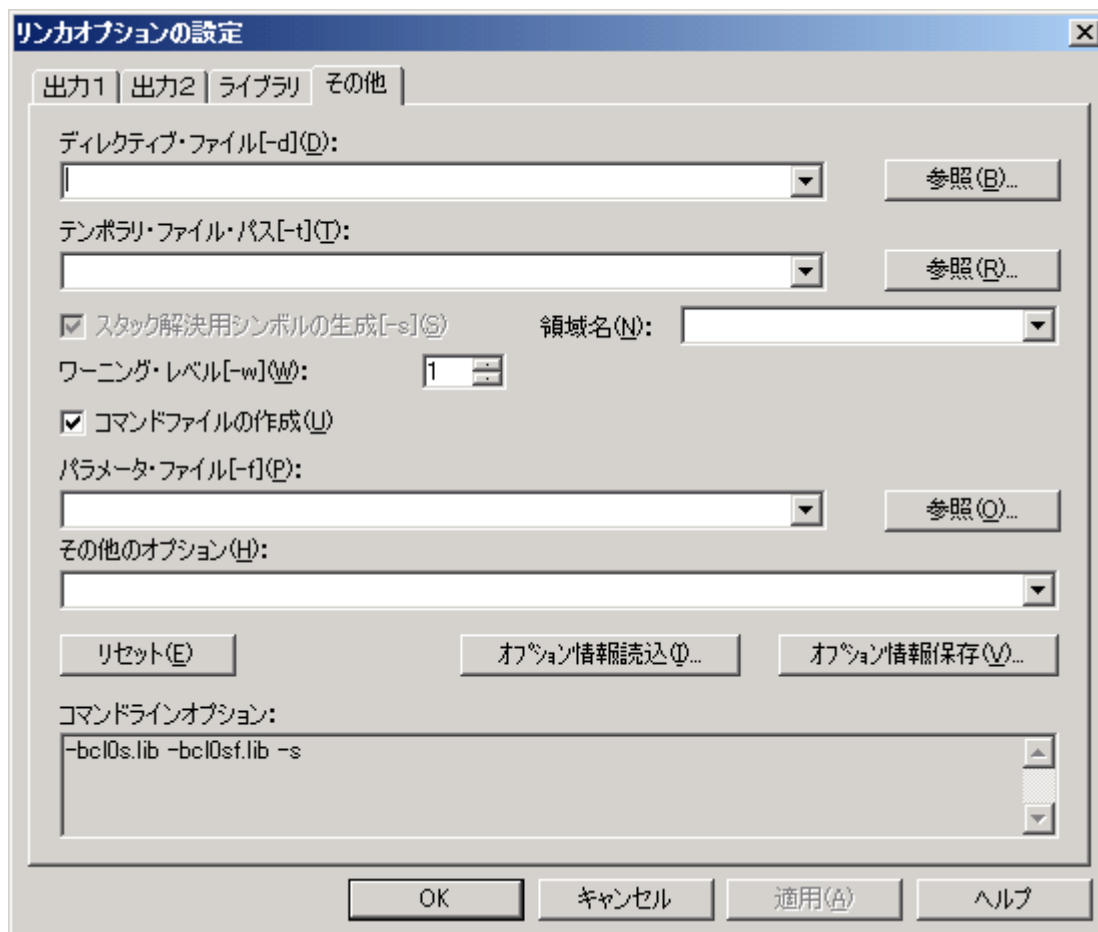 リンカオプションの設定
出力1 出力2 ライブラリ その他
ディレクティブ・ファイル[-d](D):
参照(B)...
テンポラリ・ファイル・パス[-t](T):
参照(R)...
スタック解決用シンボルの生成[-s](S) 領域名(N):
ワーニング・レベル[-w](W): 1
コマンドファイルの作成(U)
パラメータ・ファイル[-f](P):
参照(O)...
その他のオプション(H):
リセット(E) オプション情報読込(I)... オプション情報保存(V)...
コマンドラインオプション:
-bcl0s.lib -bcl0sf.lib -s
OK キャンセル 適用(A) ヘルプ